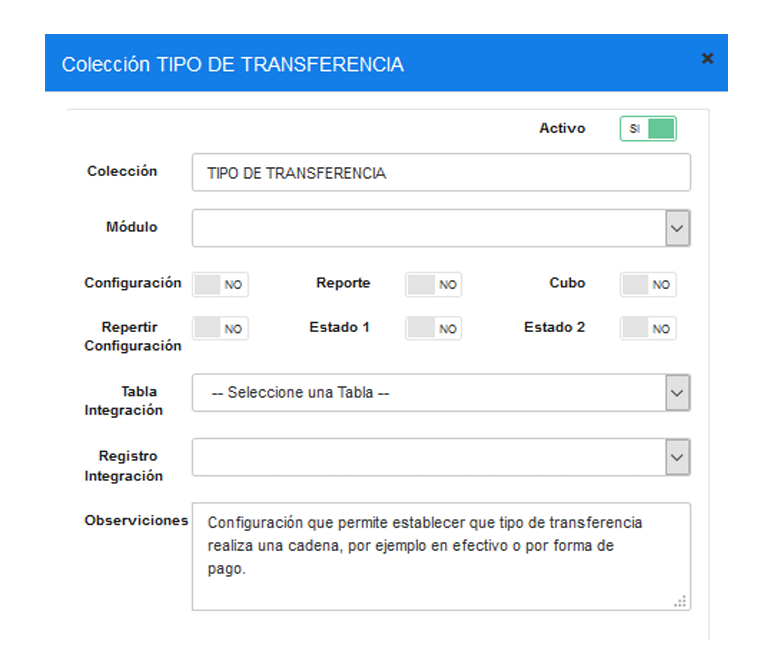 Colección TIPO DE TRANSFERENCIA
Activo SI
Colección TIPO DE TRANSFERENCIA
Módulo
Configuración NO Reporte NO Cubo NO
Repertir
Configuración NO Estado 1 NO Estado 2 NO
Tabla
Integración -- Seleccione una Tabla --
Registro
Integración
Observiciones Configuración que permite establecer que tipo de transferencia
realiza una cadena, por ejemplo en efectivo o por forma de
pago.